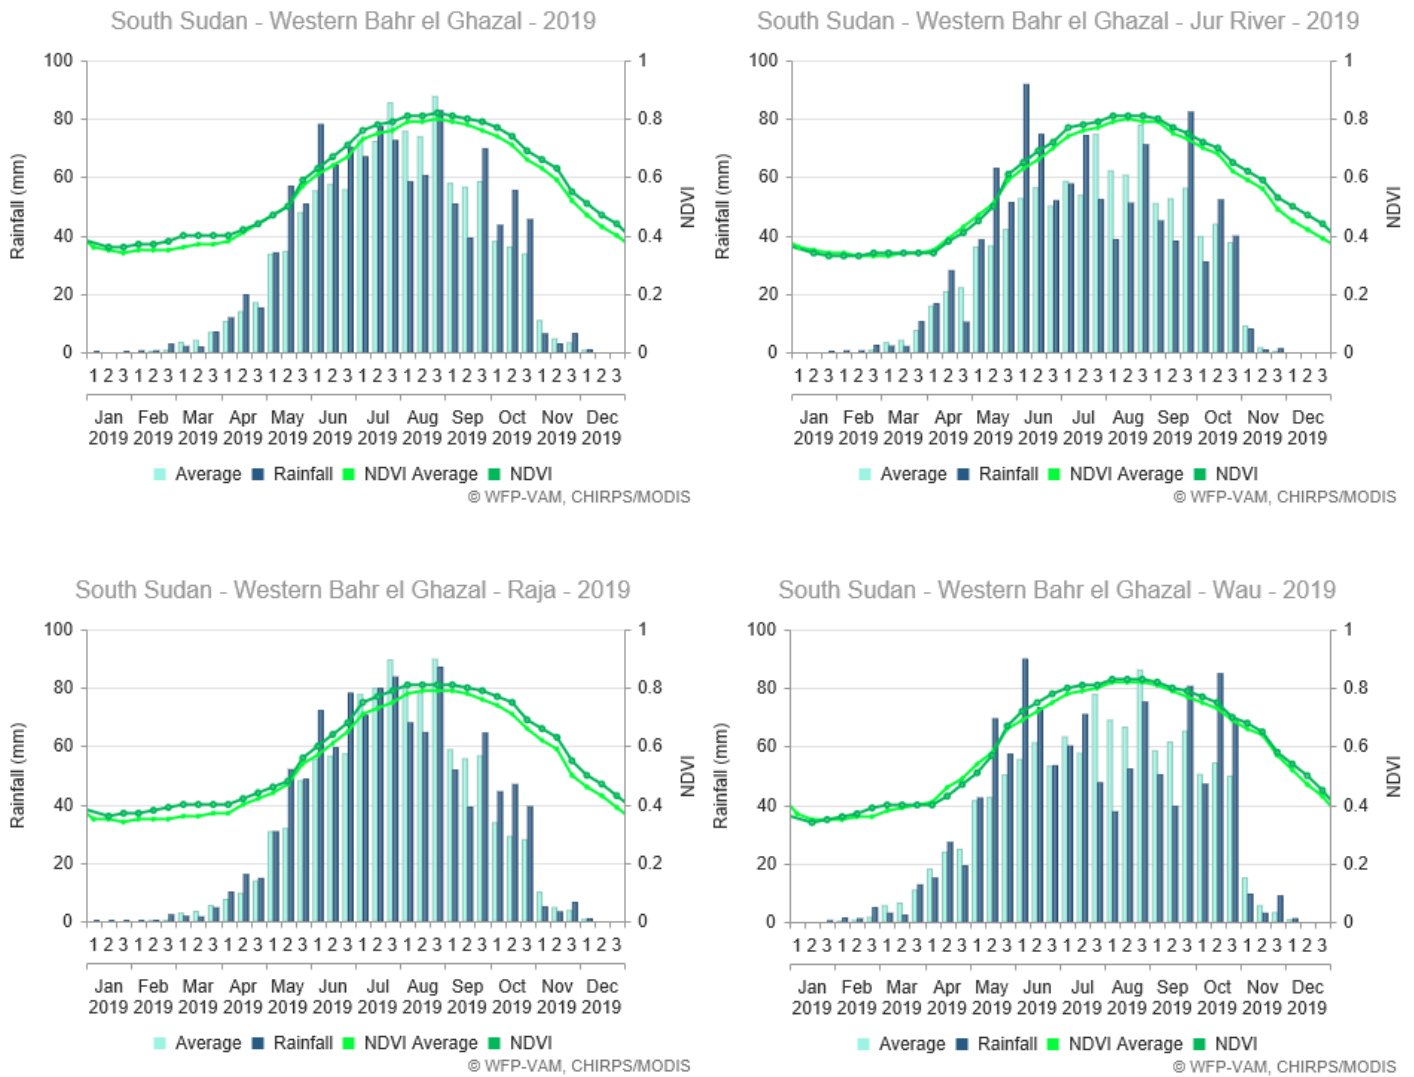 South Sudan - Western Bahr el Ghazal - 2019
100
80
60
40
20
0
Rainfall (mm)
1
0.8
0.6
0.4
0.2
0
NDVI
1 2 3 1 2 3 1 2 3 1 2 3 1 2 3 1 2 3 1 2 3 1 2 3 1 2 3 1 2 3 1 2 3 1 2 3
Jan Feb Mar Apr May Jun Jul Aug Sep Oct Nov Dec
2019 2019 2019 2019 2019 2019 2019 2019 2019 2019 2019 2019
Average Rainfall NDVI Average NDVI
© WFP-VAM, CHIRPS/MODIS
South Sudan - Western Bahr el Ghazal - Jur River - 2019
100
80
60
40
20
0
Rainfall (mm)
1
0.8
0.6
0.4
0.2
0
NDVI
1 2 3 1 2 3 1 2 3 1 2 3 1 2 3 1 2 3 1 2 3 1 2 3 1 2 3 1 2 3 1 2 3 1 2 3
Jan Feb Mar Apr May Jun Jul Aug Sep Oct Nov Dec
2019 2019 2019 2019 2019 2019 2019 2019 2019 2019 2019 2019
Average Rainfall NDVI Average NDVI
© WFP-VAM, CHIRPS/MODIS
South Sudan - Western Bahr el Ghazal - Raja - 2019
100
80
60
40
20
0
Rainfall (mm)
1
0.8
0.6
0.4
0.2
0
NDVI
1 2 3 1 2 3 1 2 3 1 2 3 1 2 3 1 2 3 1 2 3 1 2 3 1 2 3 1 2 3 1 2 3 1 2 3
Jan Feb Mar Apr May Jun Jul Aug Sep Oct Nov Dec
2019 2019 2019 2019 2019 2019 2019 2019 2019 2019 2019 2019
Average Rainfall NDVI Average NDVI
© WFP-VAM, CHIRPS/MODIS
South Sudan - Western Bahr el Ghazal - Wau - 2019
100
80
60
40
20
0
Rainfall (mm)
1
0.8
0.6
0.4
0.2
0
NDVI
1 2 3 1 2 3 1 2 3 1 2 3 1 2 3 1 2 3 1 2 3 1 2 3 1 2 3 1 2 3 1 2 3 1 2 3
Jan Feb Mar Apr May Jun Jul Aug Sep Oct Nov Dec
2019 2019 2019 2019 2019 2019 2019 2019 2019 2019 2019 2019
Average Rainfall NDVI Average NDVI
© WFP-VAM, CHIRPS/MODIS